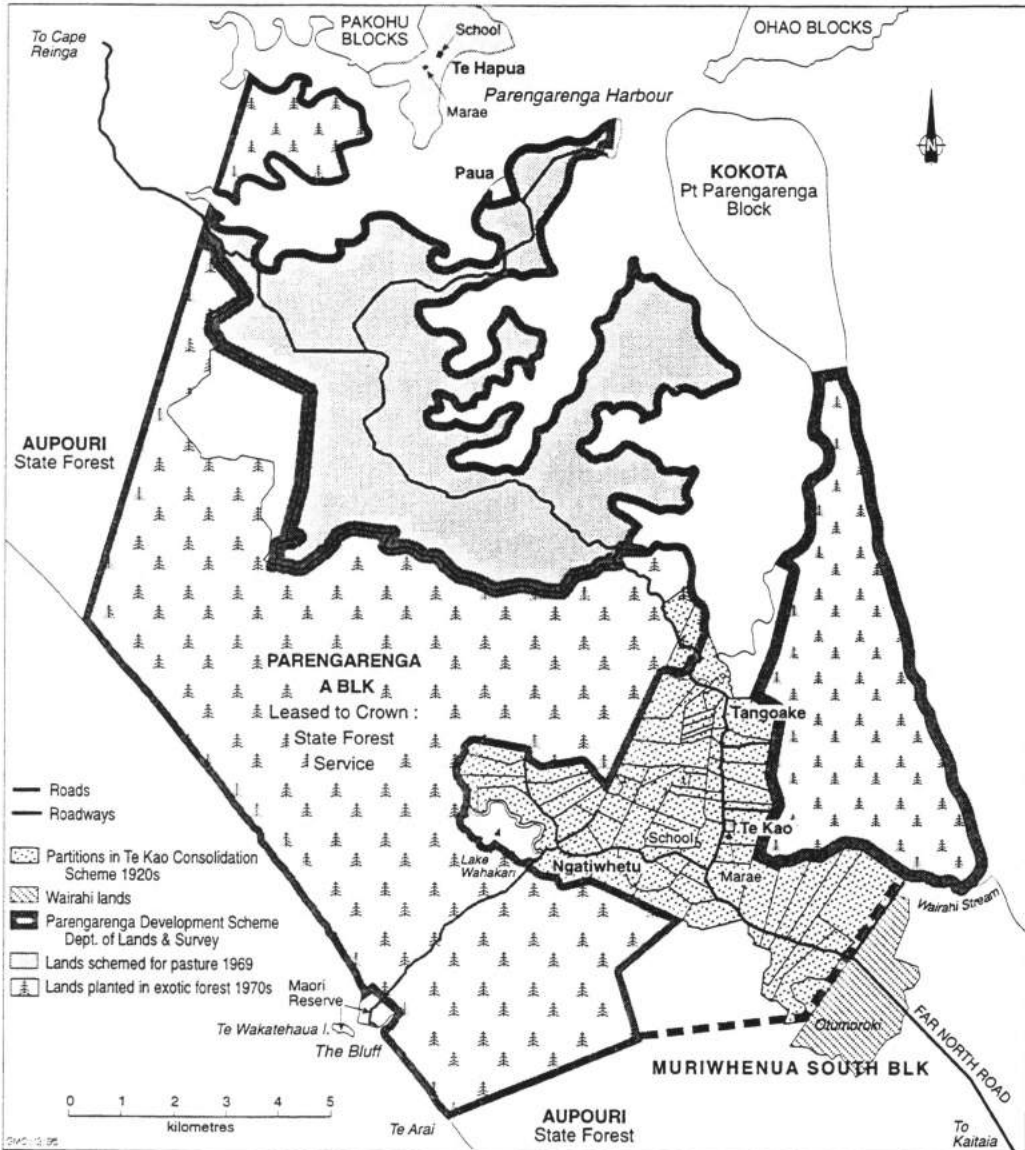 To Cape
Reinga
PAKOHU
BLOCKS
School
Te Hapua
Marae
OHAO BLOCKS
Parengarenga Harbour
N
Paua
KOKOTA
Pt Parengarenga
Block
AUPOURI
State Forest
PARENGARENGA
A BLK
Leased to Crown :
State Forest
Service
Tangoake
Te Kao
School
Marae
Ngatiwhetu
Lake
Wahakari
Wairahi Stream
Roads
Roadways
Partitions in Te Kao Consolidation
Scheme 1920s
Wairahi lands
Parengarenga Development Scheme
Dept. of Lands & Survey
Lands schemed for pasture 1969
Lands planted in exotic forest 1970s
Maori
Reserve
Te Wakatehaua I.
The Bluff
Otumoroki
FAR NORTH ROAD
MURIWHENUA SOUTH BLK
0 1 2 3 4 5
kilometres
Te Arai
AUPOURI
State Forest
To
Kaitaia